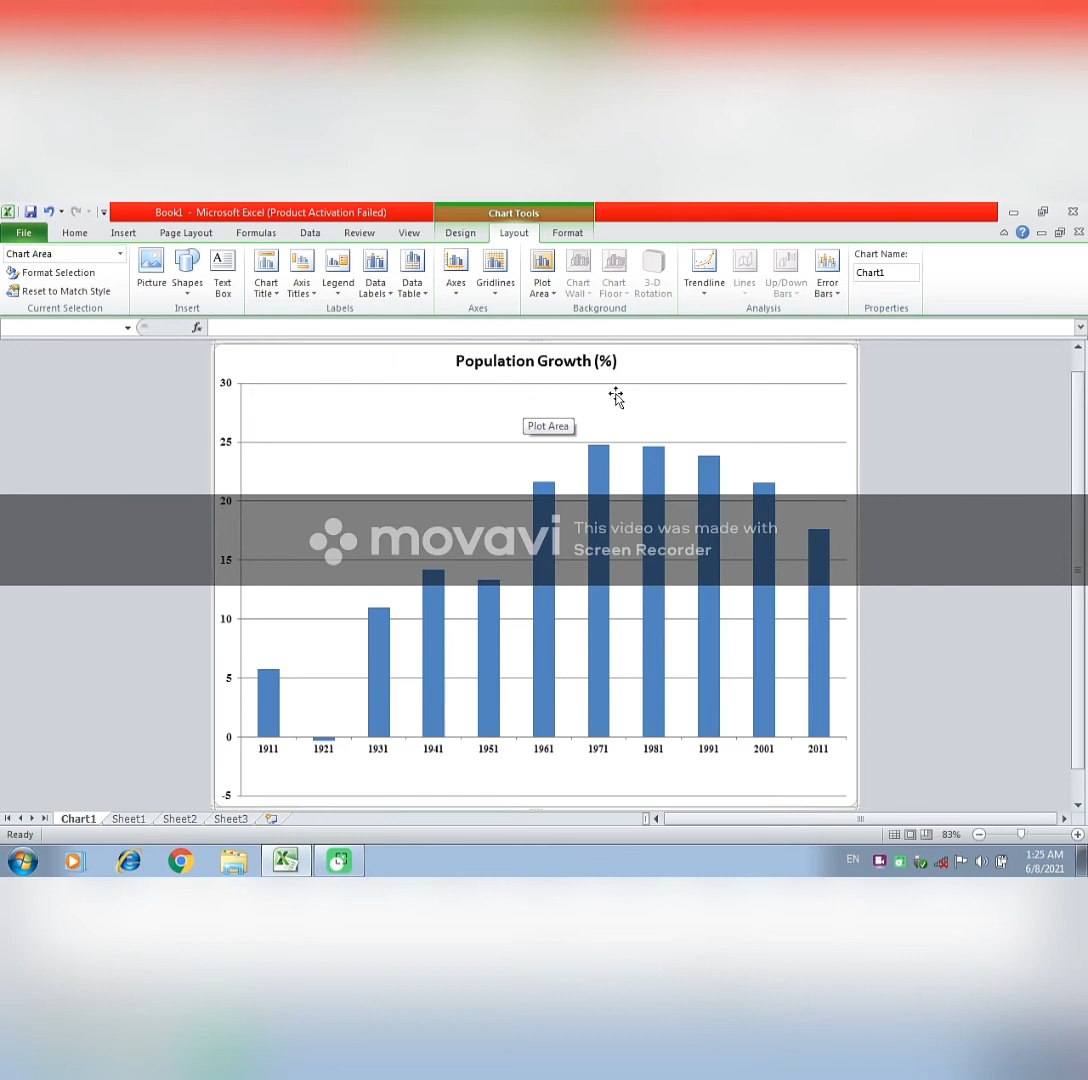 Book1 - Microsoft Excel (Product Activation Failed)
Chart Tools
File Home Insert Page Layout Formulas Data Review View Design Layout Format
Chart Area
Format Selection
Reset to Match Style
Current Selection
Picture Shapes Text Box
Insert
Chart Title Axis Titles Legend Data Labels Data Table
Labels
Axes Gridlines
Axes
Plot Area Chart Wall Chart Floor 3-D Rotation
Background
Trendline Lines Up/Down Bars Error Bars
Analysis
Chart Name:
Chart1
Properties
fx
Population Growth (%)
30
Plot Area
25
20
movavi
This video was made with
Screen Recorder
15
10
5
0
1911 1921 1931 1941 1951 1961 1971 1981 1991 2001 2011
-5
Chart1 Sheet1 Sheet2 Sheet3
Ready
83%
EN
1:25 AM
6/8/2021